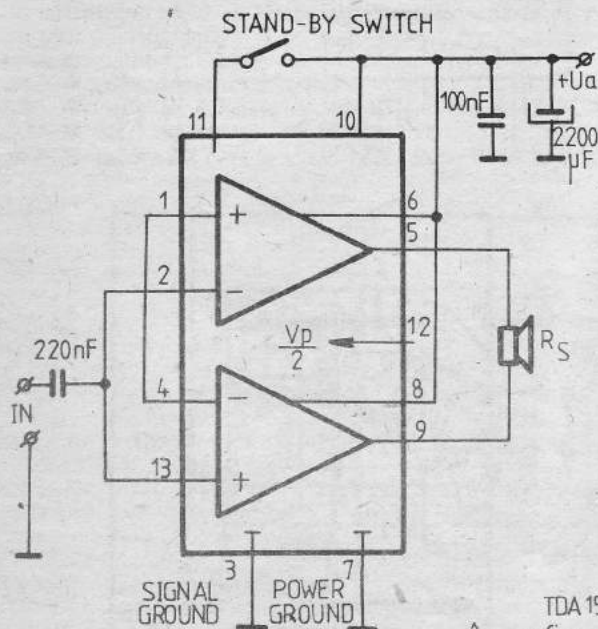 STAND-BY SWITCH
+Ua
100nF
2200
µF
11
10
1
6
5
2
12
Vp
2
220nF
RS
4
8
IN
9
13
3
7
SIGNAL
GROUND
POWER
GROUND
+
−
−
+